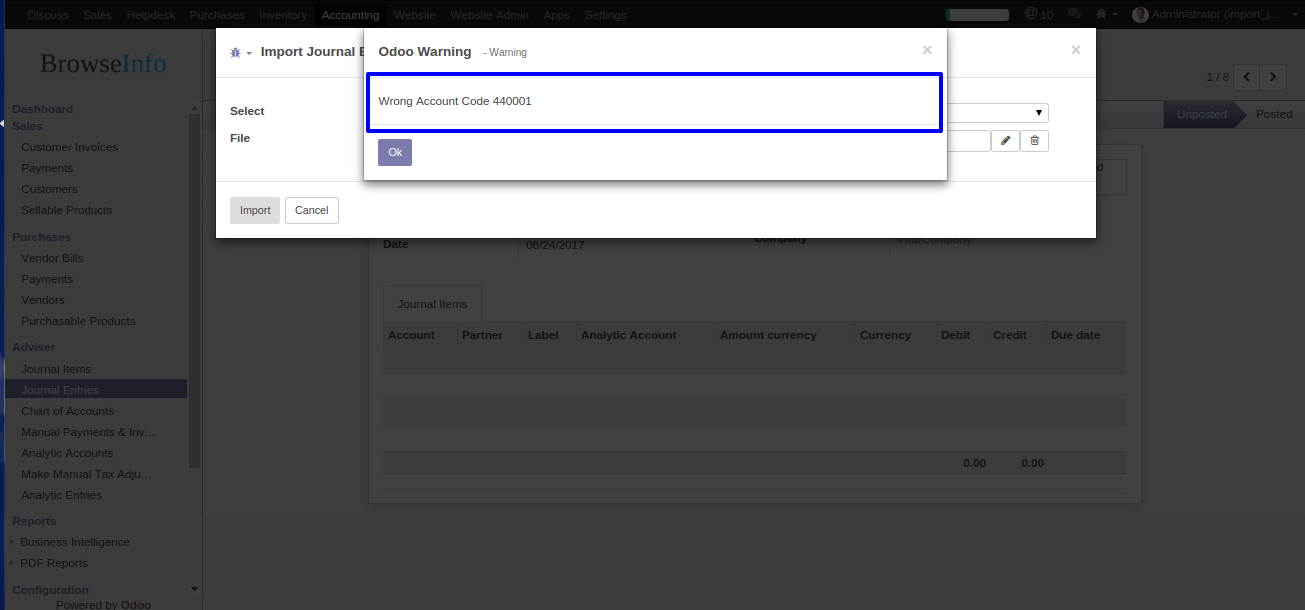 Discuss Sales Helpdesk Purchases Inventory Accounting Website Website Admin Apps Settings @ 10 Administrator (import_j...
BrowseInfo
Dashboard
Sales
Customer Invoices
Payments
Customers
Sellable Products
Purchases
Vendor Bills
Payments
Vendors
Purchasable Products
Adviser
Journal Items
Journal Entries
Chart of Accounts
Manual Payments & Inv...
Analytic Accounts
Make Manual Tax Adju...
Analytic Entries
Reports
Business Intelligence
PDF Reports
Configuration
Powered by Odoo
Import Journal E
Odoo Warning - Warning ×
×
Wrong Account Code 440001
Ok
Select
File
Import Cancel
1 / 8
Unposted Posted
d
Date 08/24/2017 Company YourCompany
Journal Items
Account Partner Label Analytic Account Amount currency Currency Debit Credit Due date
0.00 0.00